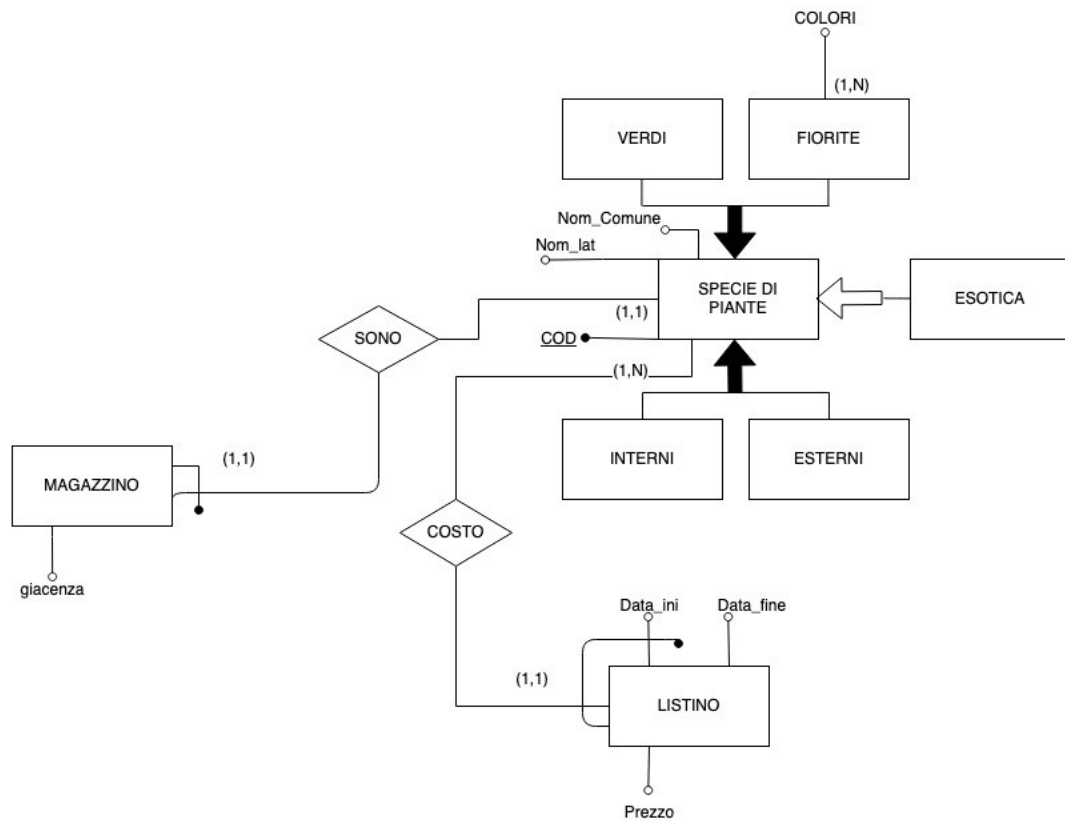 COLORI
(1,N)
VERDI
FIORITE
Nom_Comune
Nom_lat
SPECIE DI
PIANTE
ESOTICA
(1,1)
SONO
COD
(1,N)
INTERNI
ESTERNI
(1,1)
MAGAZZINO
COSTO
giacenza
Data_ini
Data_fine
(1,1)
LISTINO
Prezzo